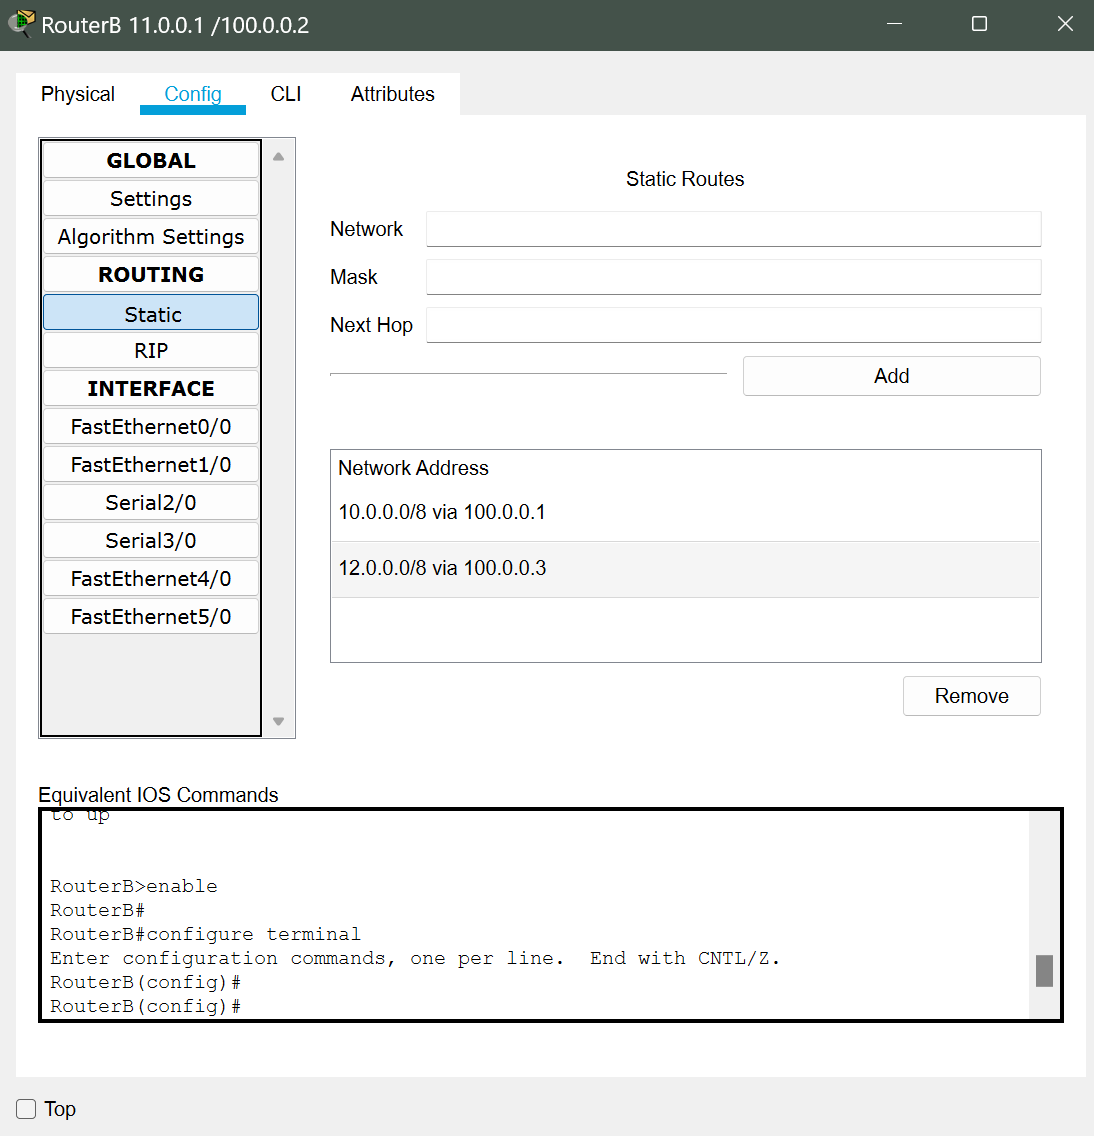 RouterB 11.0.0.1 /100.0.0.2
Physical Config CLI Attributes
GLOBAL
Settings
Algorithm Settings
ROUTING
Static
RIP
INTERFACE
FastEthernet0/0
FastEthernet1/0
Serial2/0
Serial3/0
FastEthernet4/0
FastEthernet5/0
Static Routes
Network
Mask
Next Hop
Add
Network Address
10.0.0.0/8 via 100.0.0.1
12.0.0.0/8 via 100.0.0.3
Remove
Equivalent IOS Commands
to up
RouterB>enable
RouterB#
RouterB#configure terminal
Enter configuration commands, one per line.  End with CNTL/Z.
RouterB(config)#
RouterB(config)#
Top